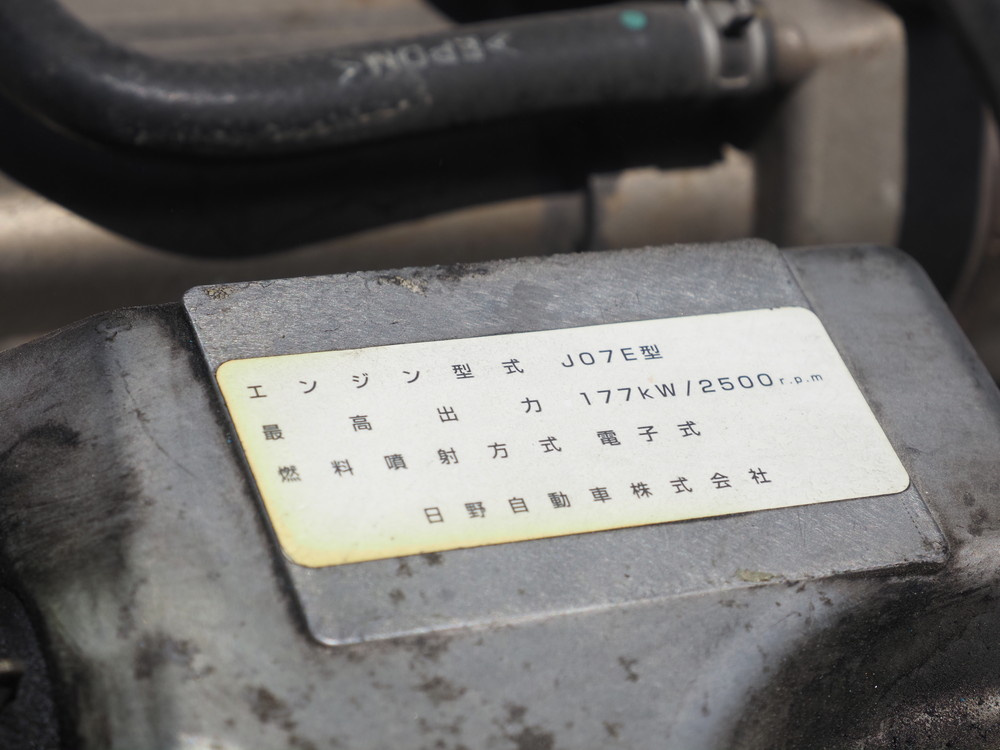 >EPDM<
エンジン型式 J07E型
最高出力 177kW/2500r.p.m
燃料噴射方式 電子式
日野自動車株式会社